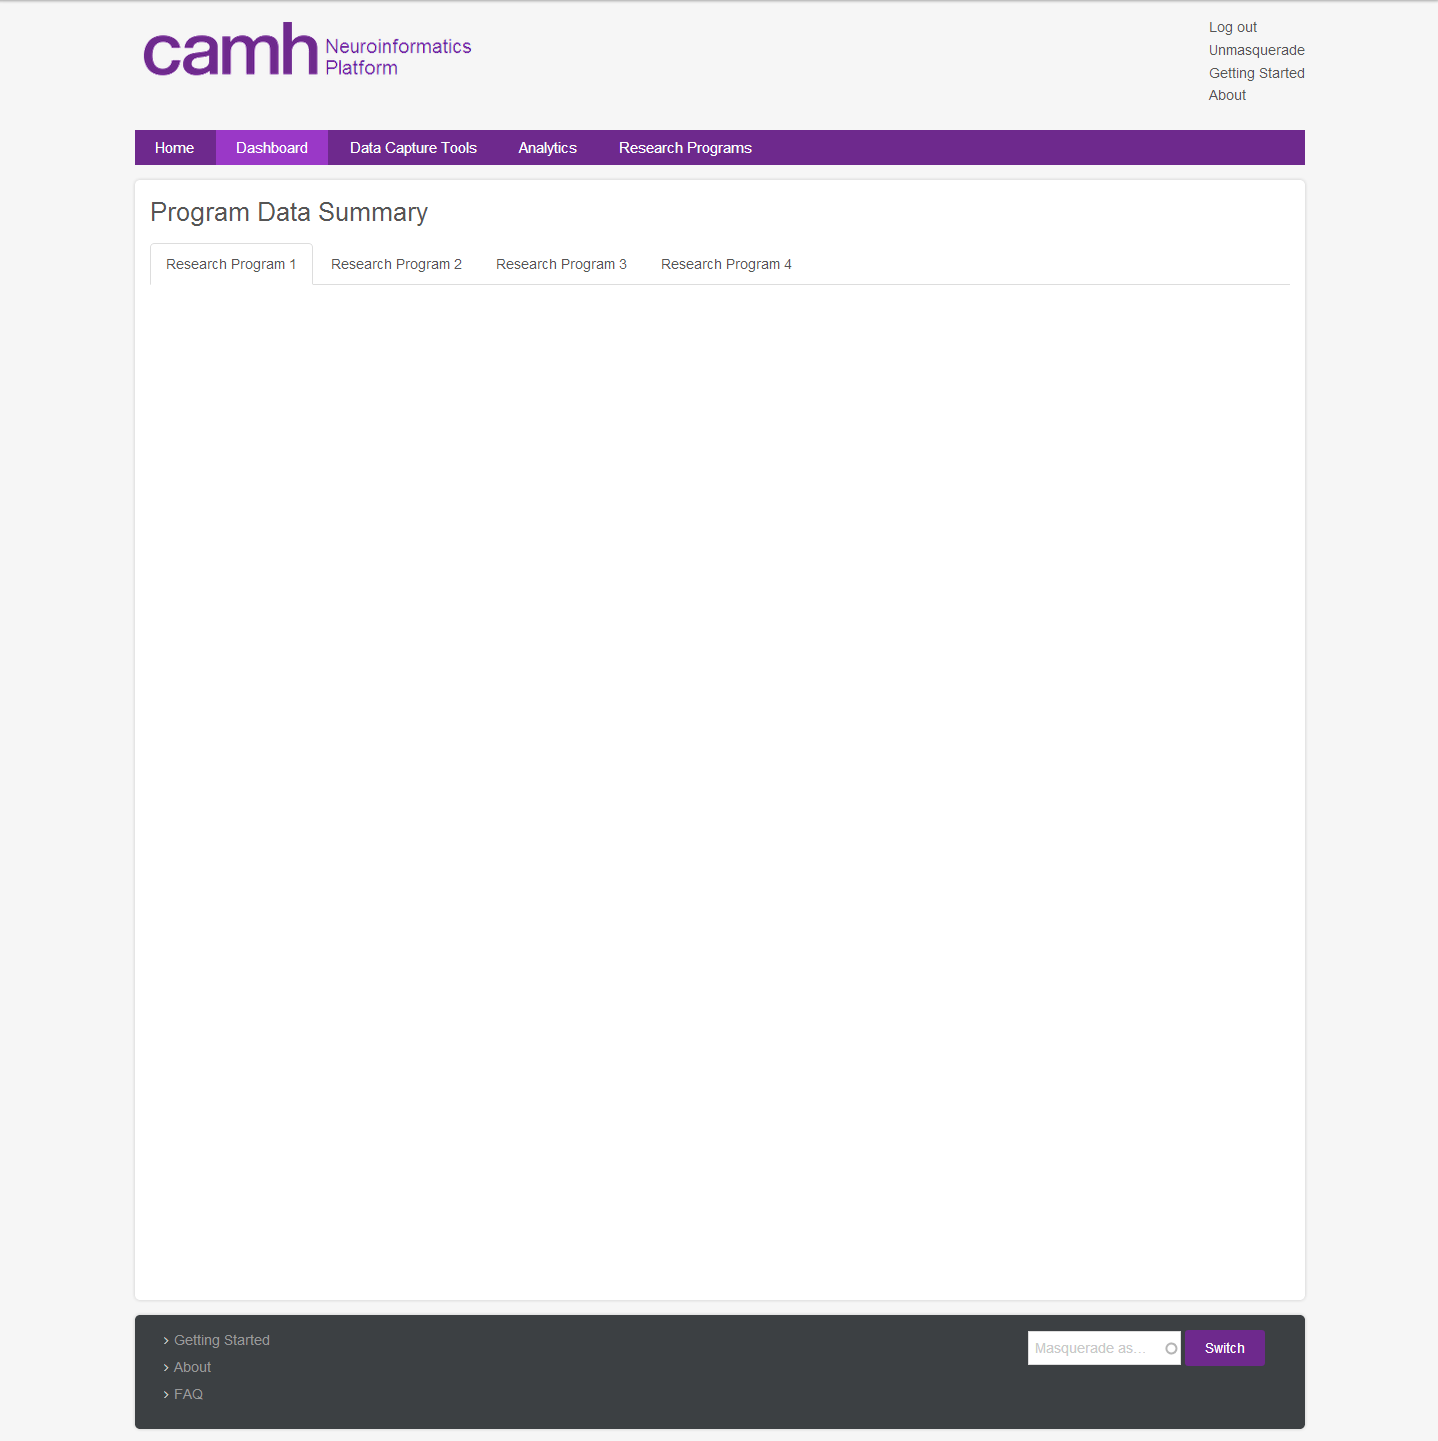 camh Neuroinformatics
Platform
Log out
Unmasquerade
Getting Started
About
Home Dashboard Data Capture Tools Analytics Research Programs
Program Data Summary
Research Program 1 Research Program 2 Research Program 3 Research Program 4
› Getting Started
› About
› FAQ
Masquerade as... Switch